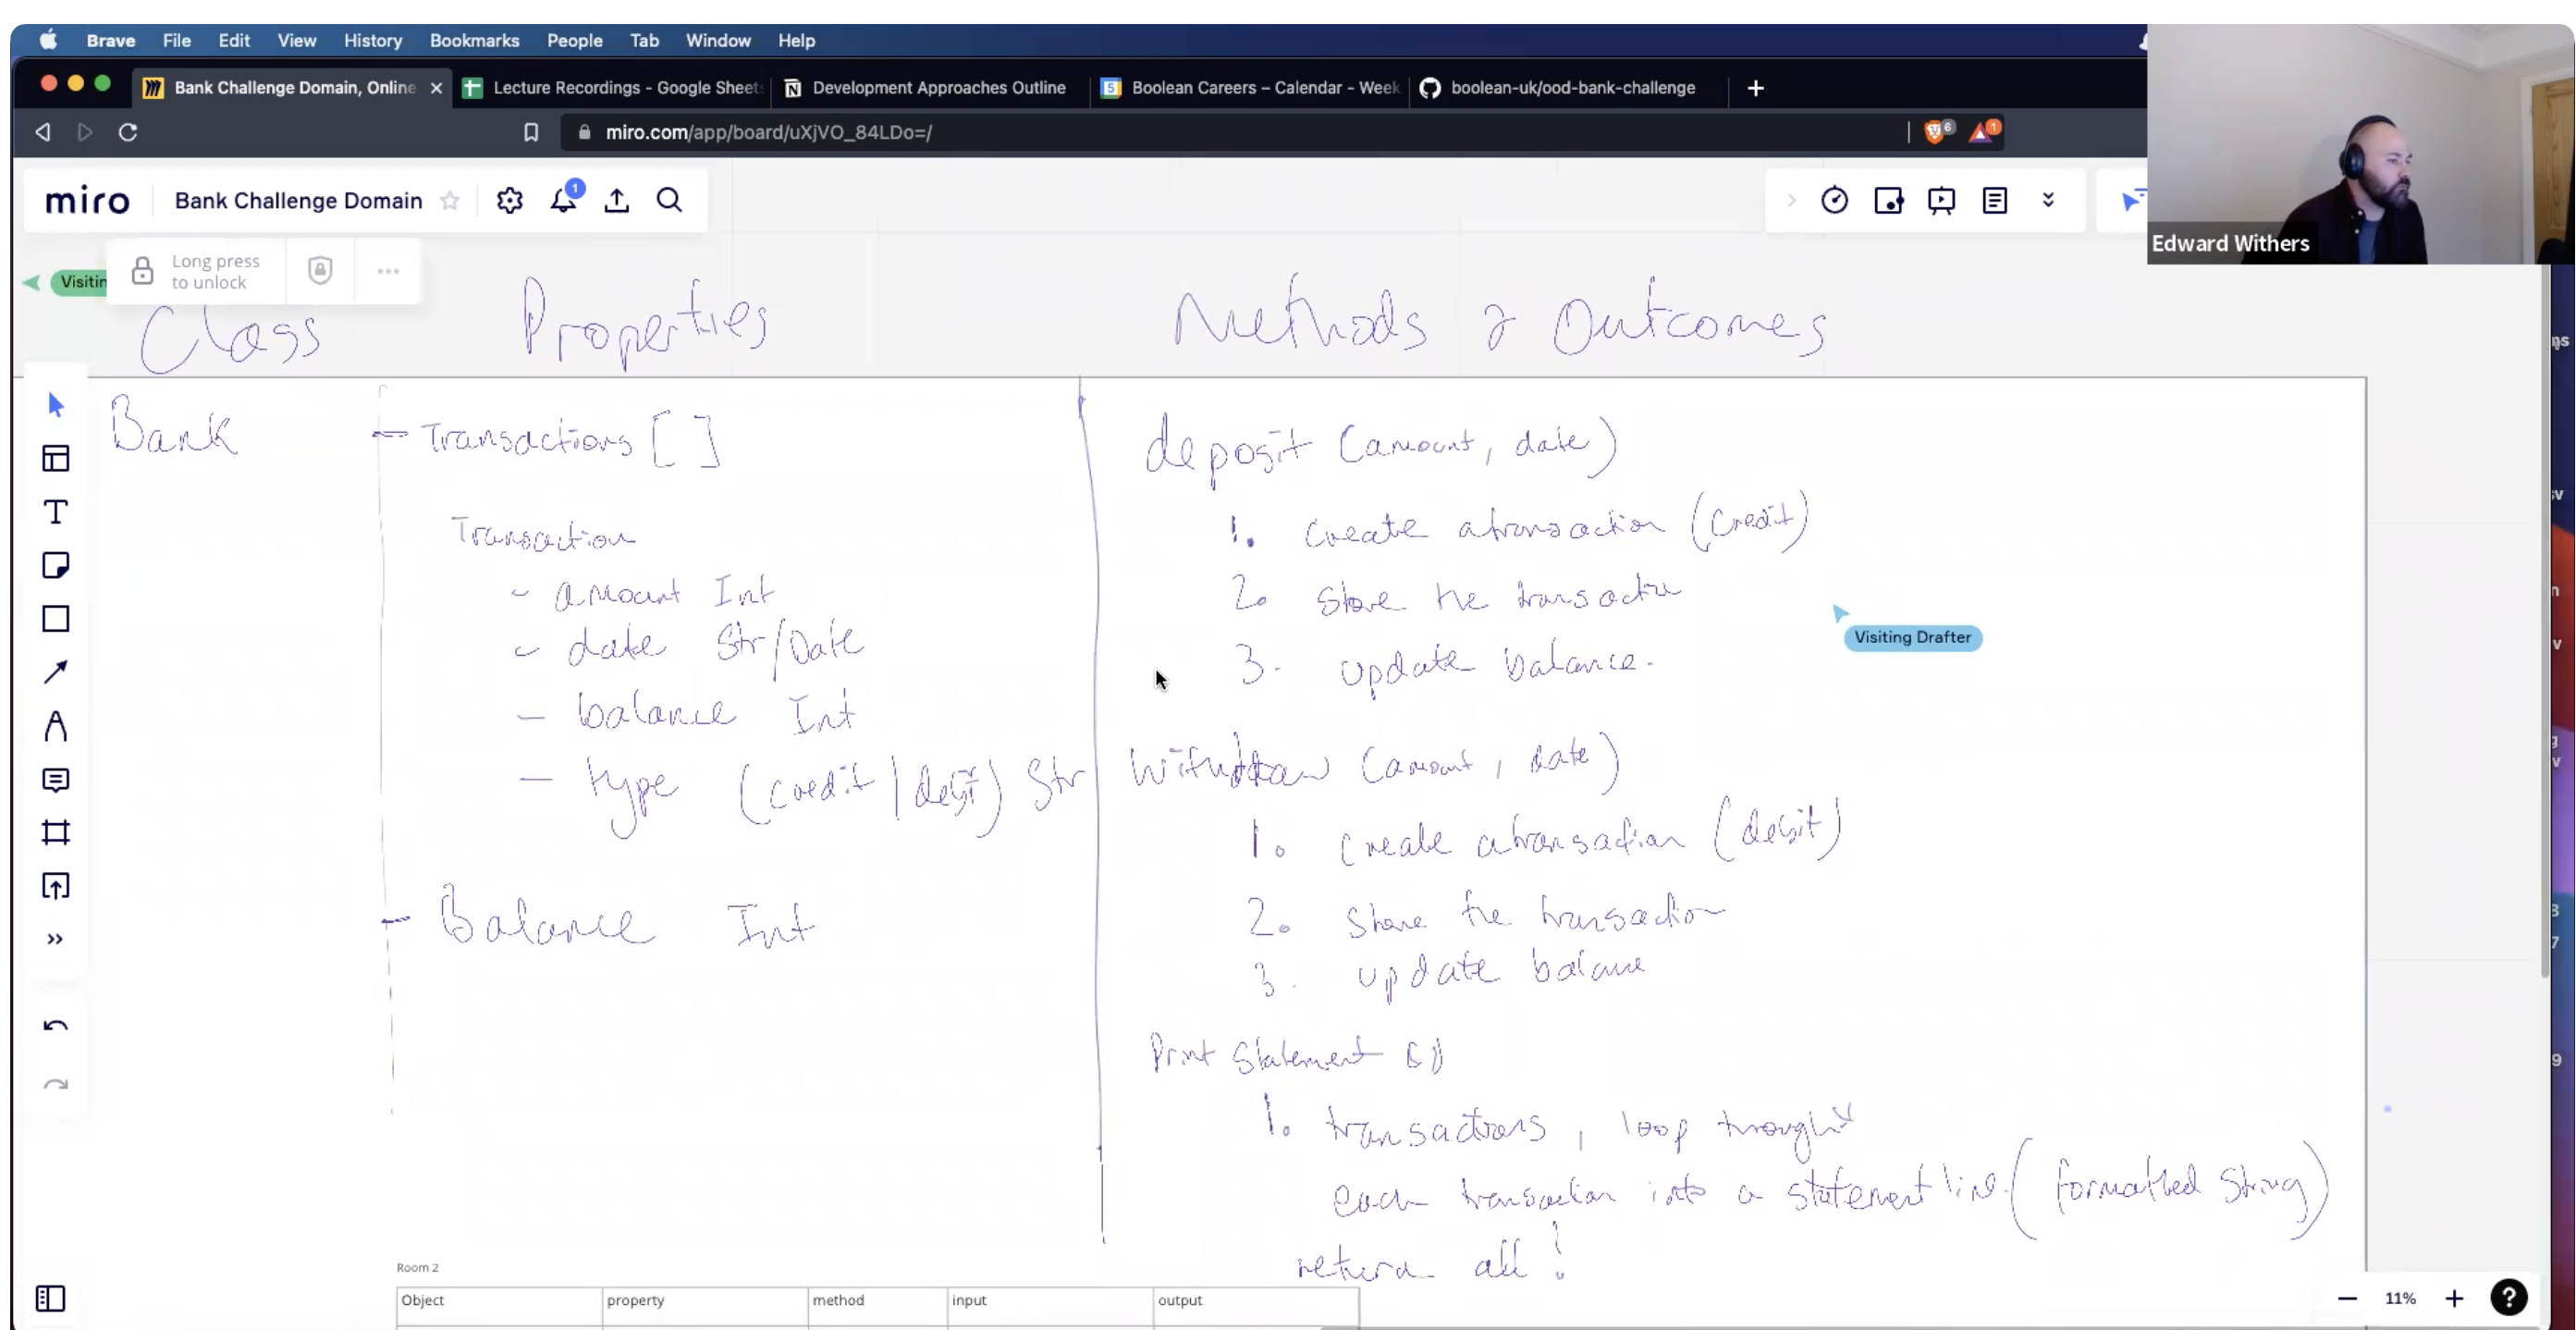 Brave File Edit View History Bookmarks People Tab Window Help
Bank Challenge Domain, Online
Lecture Recordings - Google Sheets
Development Approaches Outline
5 Boolean Careers – Calendar - Week
boolean-uk/ood-bank-challenge
miro.com/app/board/uXjVO_84LDo=/
6
1
miro
Bank Challenge Domain
1
Edward Withers
Long press
to unlock
Visitin
Class Properties Methods & Outcomes
Bank
- Transactions []
Transaction
- amount Int
- date Str/Date
- balance Int
- type (credit | debit) Str
- Balance Int
deposit (amount, date)
1. create a transaction (credit)
2. Store the transaction
3. update balance.
Withdraw (amount, date)
1. create a transaction (debit)
2. Store the transaction
3. update balance
Print Statement ()
1. transactions, loop through
each transaction into a statement line. (formatted String)
return all!
Visiting Drafter
Room 2
Object property method input output
11%
?